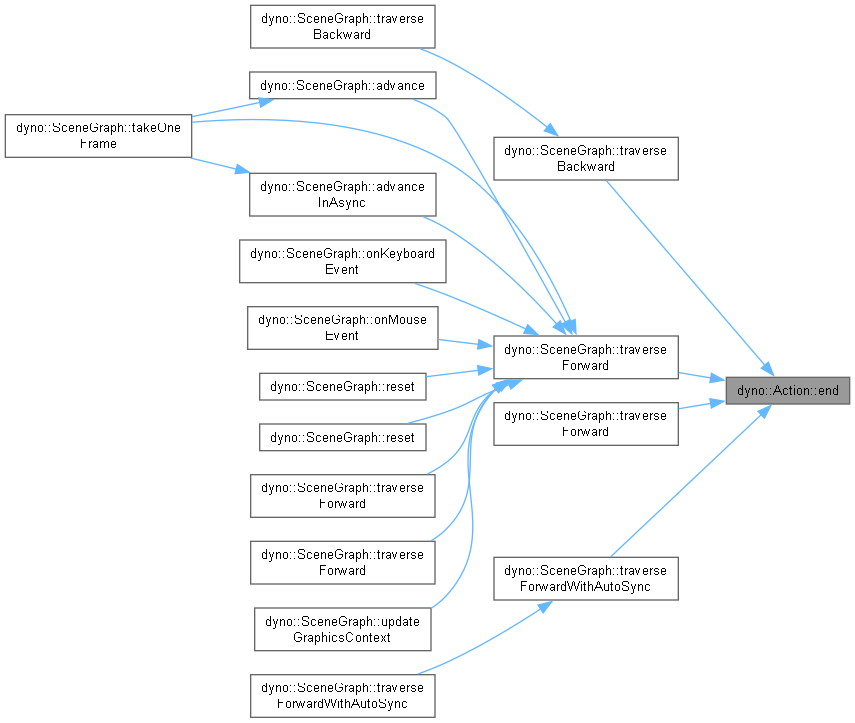 dyno::SceneGraph::traverse
Backward
dyno::SceneGraph::advance
dyno::SceneGraph::takeOne
Frame
dyno::SceneGraph::traverse
Backward
dyno::SceneGraph::advance
InAsync
dyno::SceneGraph::onKeyboard
Event
dyno::SceneGraph::onMouse
Event
dyno::SceneGraph::traverse
Forward
dyno::SceneGraph::reset
dyno::Action::end
dyno::SceneGraph::traverse
Forward
dyno::SceneGraph::reset
dyno::SceneGraph::traverse
Forward
dyno::SceneGraph::traverse
Forward
dyno::SceneGraph::traverse
ForwardWithAutoSync
dyno::SceneGraph::update
GraphicsContext
dyno::SceneGraph::traverse
ForwardWithAutoSync